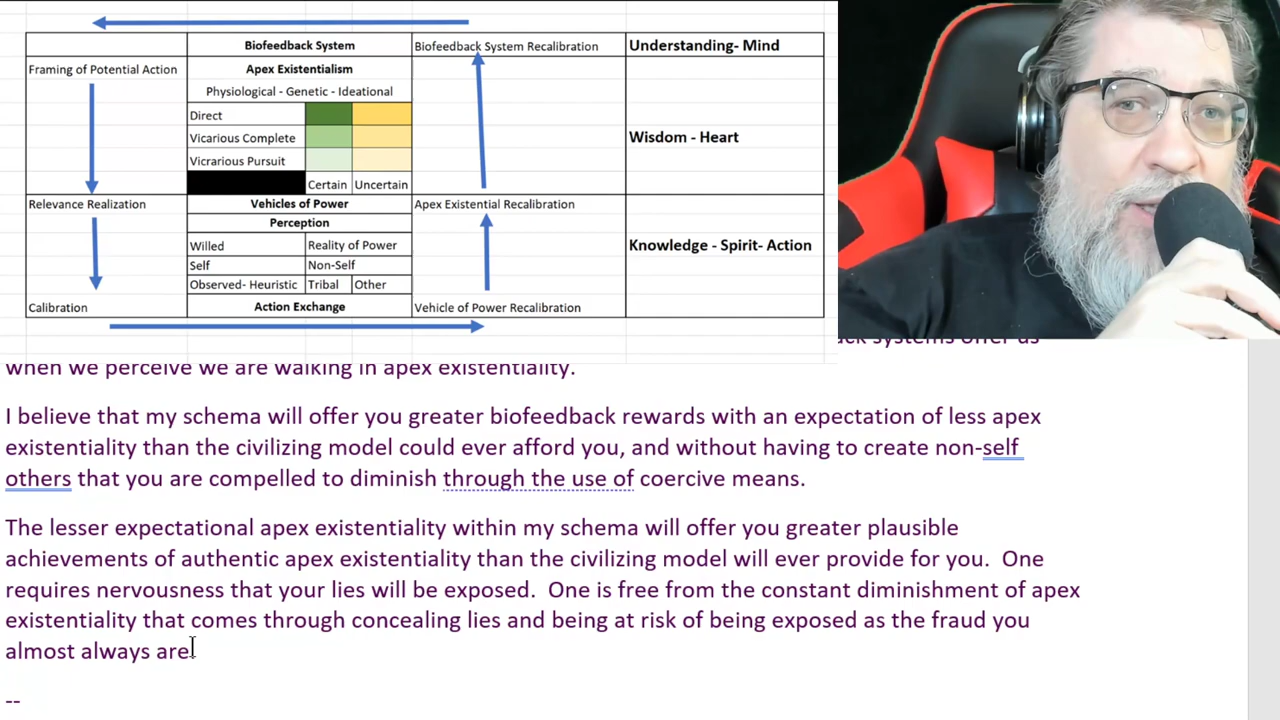 Biofeedback System
Biofeedback System Recalibration
Understanding- Mind
Framing of Potential Action
Apex Existentialism
Physiological - Genetic - Ideational
Direct
Vicarious Complete
Wisdom - Heart
Vicrarious Pursuit
Certain
Uncertain
Relevance Realization
Vehicles of Power
Apex Existential Recalibration
Perception
Willed
Reality of Power
Knowledge - Spirit- Action
Self
Non-Self
Observed- Heuristic
Tribal
Other
Calibration
Action Exchange
Vehicle of Power Recalibration
systems offer us
when we perceive we are walking in apex existentiality.
I believe that my schema will offer you greater biofeedback rewards with an expectation of less apex
existentiality than the civilizing model could ever afford you, and without having to create non-self
others that you are compelled to diminish through the use of coercive means.
The lesser expectational apex existentiality within my schema will offer you greater plausible
achievements of authentic apex existentiality than the civilizing model will ever provide for you.  One
requires nervousness that your lies will be exposed.  One is free from the constant diminishment of apex
existentiality that comes through concealing lies and being at risk of being exposed as the fraud you
almost always are
--